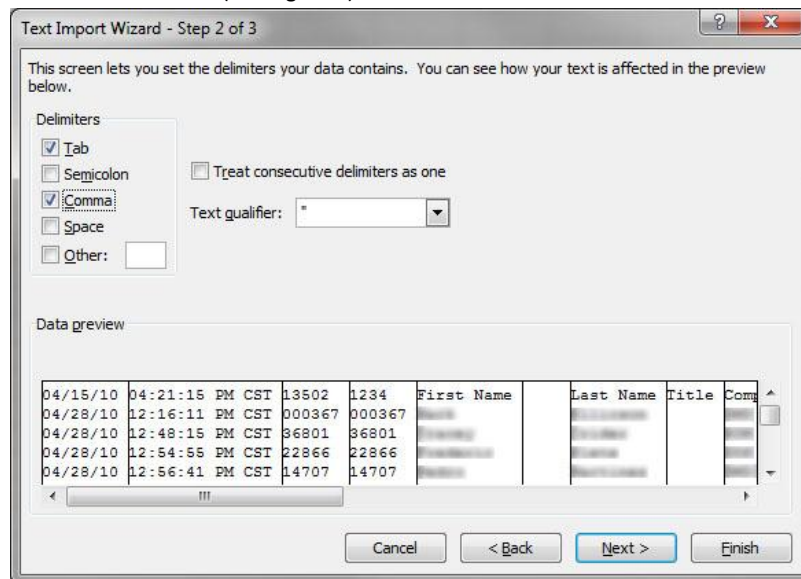 Text Import Wizard - Step 2 of 3
This screen lets you set the delimiters your data contains. You can see how your text is affected in the preview
below.
Delimiters
Tab
Semicolon
Comma
Space
Other:
Treat consecutive delimiters as one
Text qualifier: "
Data preview
04/15/10 04:21:15 PM CST 13502 1234 First Name Last Name Title
04/28/10 12:16:11 PM CST 000367 000367
04/28/10 12:48:15 PM CST 36801 36801
04/28/10 12:54:55 PM CST 22866 22866
04/28/10 12:56:41 PM CST 14707 14707
Cancel < Back Next > Finish